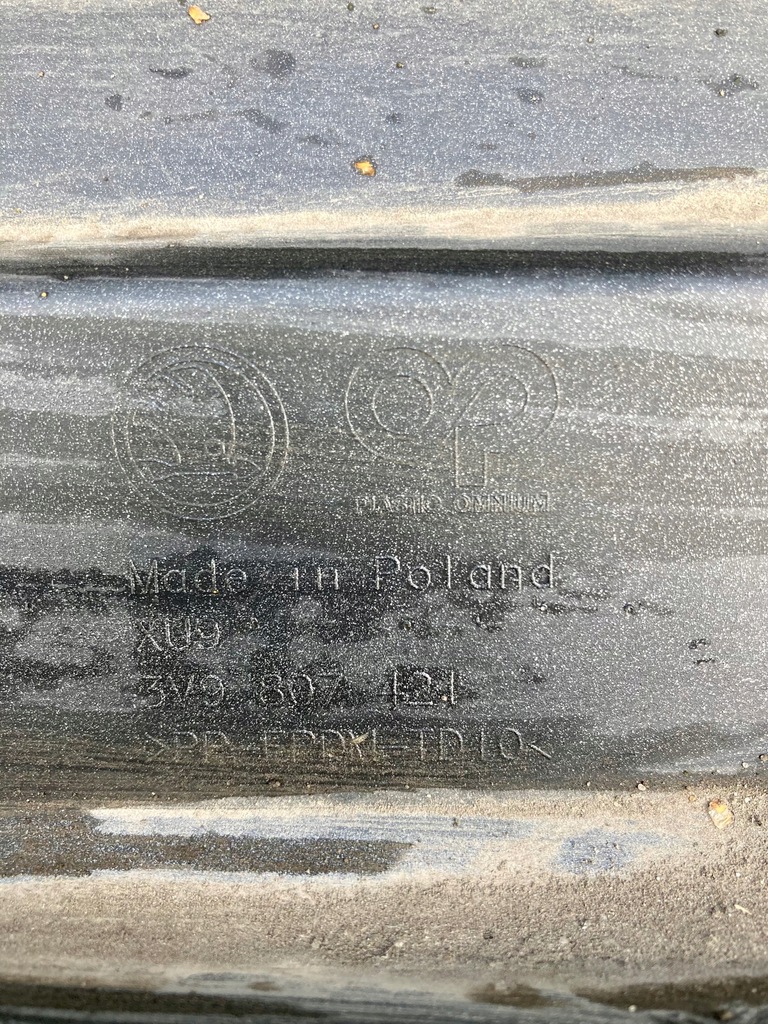 PLASTIC OMNIUM
Made in Poland
XU9
3V9 807 421
>PP-EPDM-TD10<